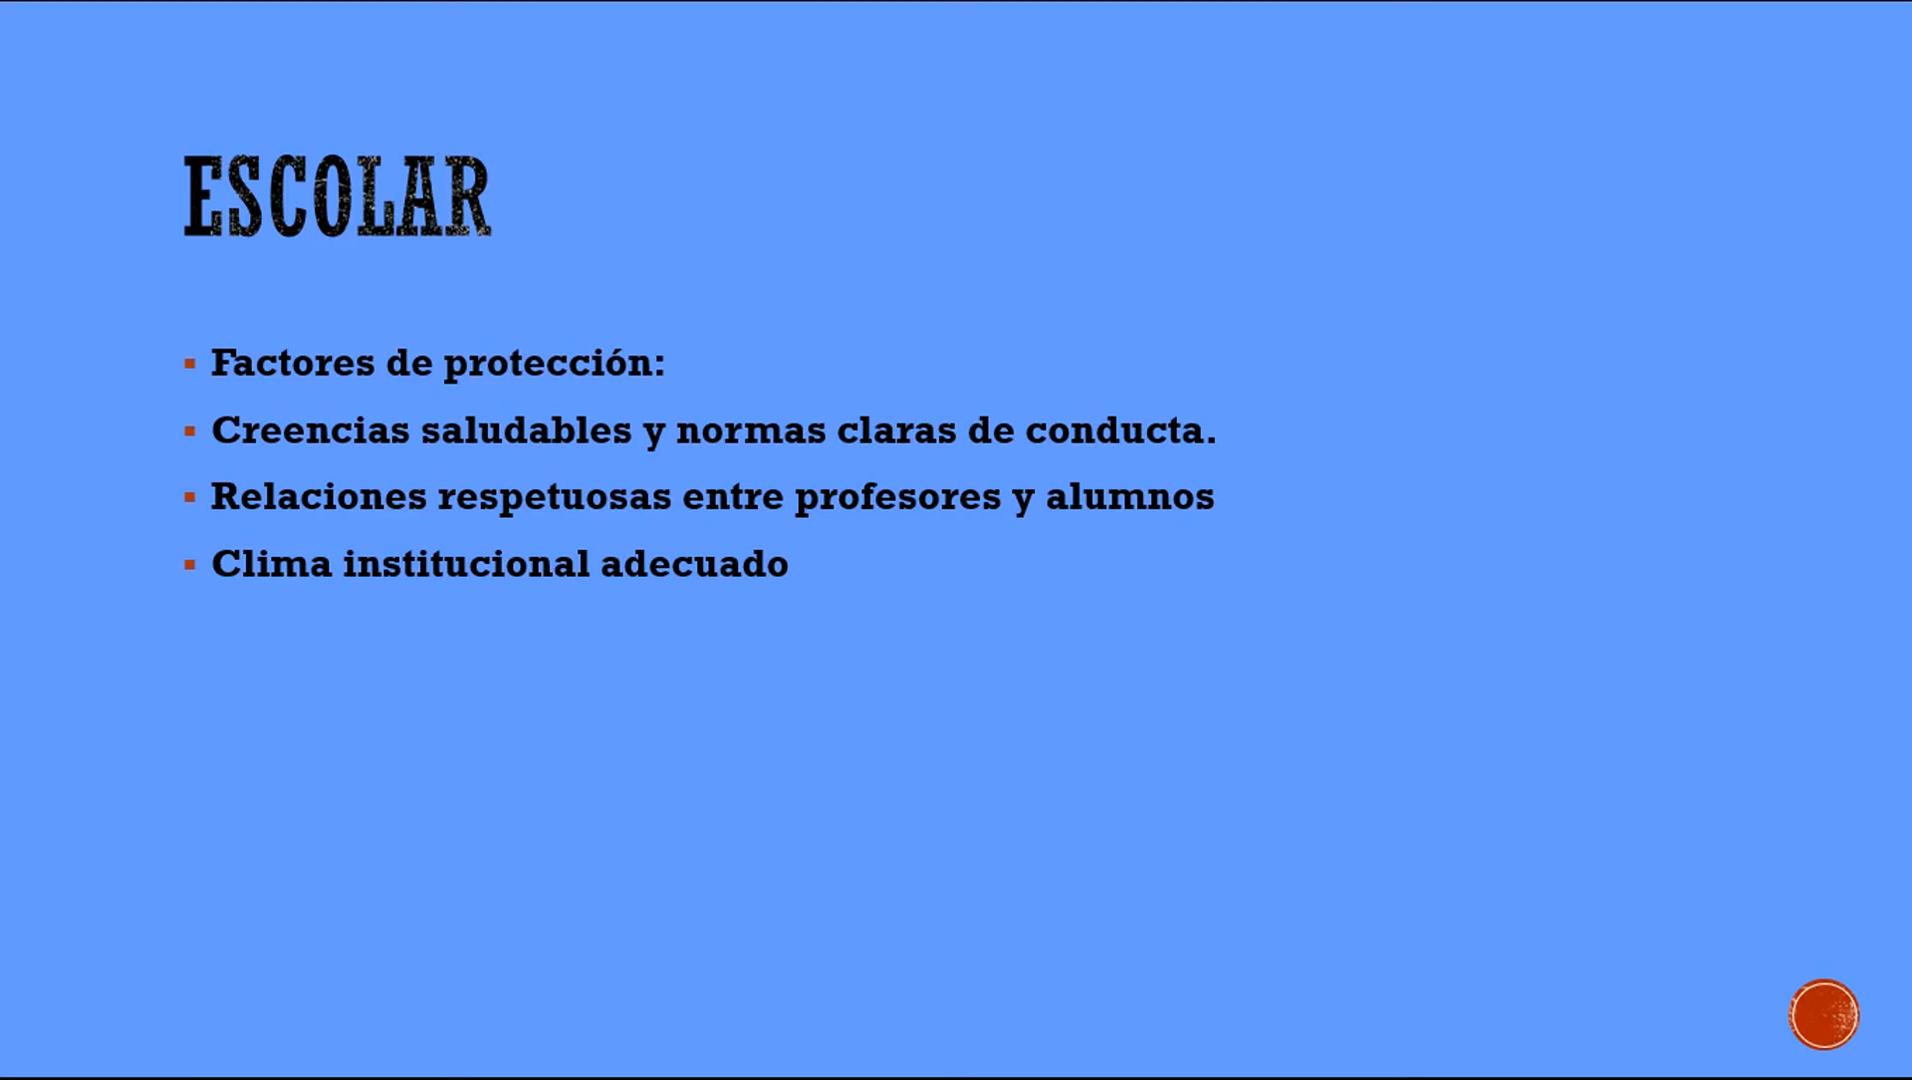 ESCOLAR
Factores de protección:
Creencias saludables y normas claras de conducta.
Relaciones respetuosas entre profesores y alumnos
Clima institucional adecuado